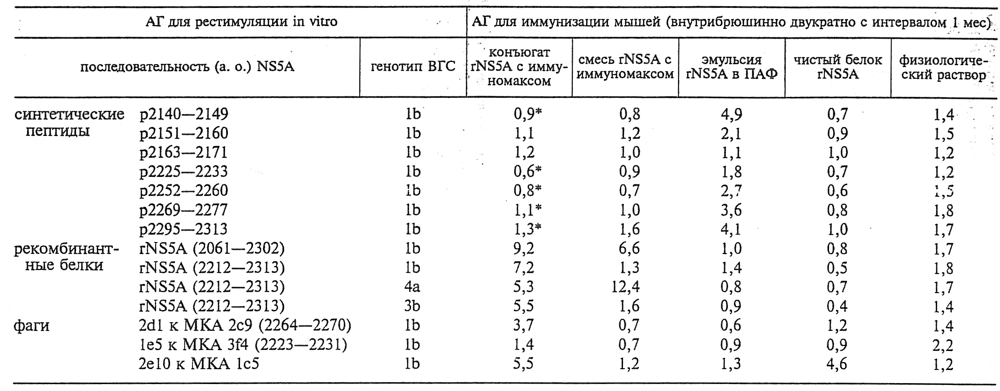 АГ для рестимуляции in vitro АГ для иммунизации мышей (внутрибрюшинно двукратно с интервалом 1 мес)
последовательность (а. о.) NS5A генотип ВГС конъюгат rNS5A с имму-номаксом смесь rNS5A с иммуномаксом эмульсия rNS5A в ПАФ чистый белок rNS5A физиологиче-ский раствор
синтетические p2140—2149 1b 0,9* 0,8 4,9 0,7 1,4
пептиды p2151—2160 1b 1,1 1,2 2,1 0,9 1,5
p2163—2171 1b 1,2 1,0 1,1 1,0 1,2
p2225—2233 1b 0,6* 0,9 1,8 0,7 1,2
p2252—2260 1b 0,8* 0,7 2,7 0,6 1,5
p2269—2277 1b 1,1* 1,0 3,6 0,8 1,8
p2295—2313 1b 1,3* 1,6 4,1 1,0 1,7
рекомбинант- rNS5A (2061—2302) 1b 9,2 6,6 1,0 0,8 1,7
ные белки rNS5A (2212—2313) 1b 7,2 1,3 1,4 0,5 1,8
rNS5A (2212—2313) 4a 5,3 12,4 0,8 0,7 1,7
rNS5A (2212—2313) 3b 5,5 1,6 0,9 0,4 1,4
фаги 2d1 к МКА 2c9 (2264—2270) 1b 3,7 0,7 0,6 1,2 1,4
1e5 к МКА 3f4 (2223—2231) 1b 1,4 0,7 0,9 0,9 2,2
2e10 к МКА 1c5 1b 5,5 1,2 1,3 4,6 1,2